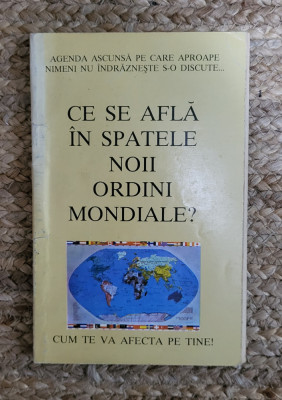 AGENDA ASCUNSĂ PE CARE APROAPE
NIMENI NU ÎNDRĂZNEȘTE S-O DISCUTE...
CE SE AFLĂ
ÎN SPATELE
NOII
ORDINI
MONDIALE?
CUM TE VA AFECTA PE TINE!